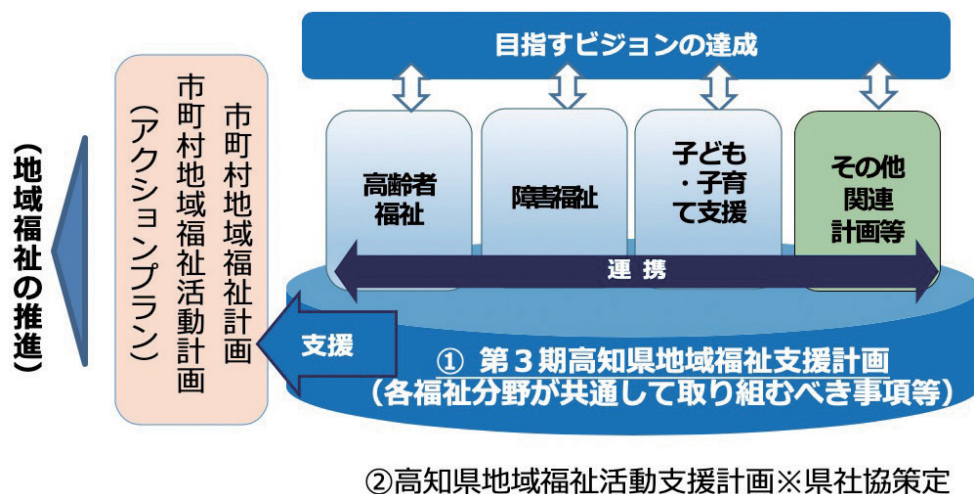 目指すビジョンの達成
高齢者
福祉
障害福祉
子ども
・子育
て支援
その他
関連
計画等
連 携
① 第３期高知県地域福祉支援計画
（各福祉分野が共通して取り組むべき事項等）
支援
市町村地域福祉計画
市町村地域福祉活動計画
（アクションプラン）
（地域福祉の推進）
②高知県地域福祉活動支援計画※県社協策定